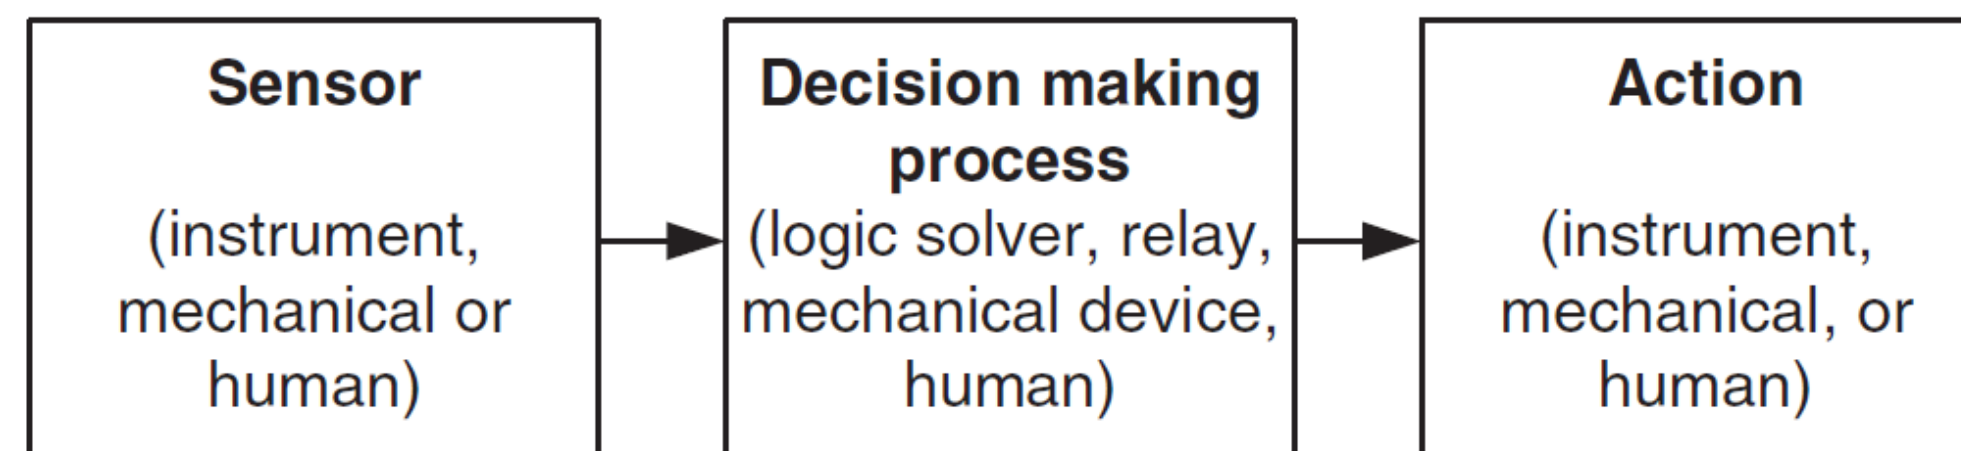 Sensor
(instrument,
mechanical or
human)
Decision making
process
(logic solver, relay,
mechanical device,
human)
Action
(instrument,
mechanical, or
human)